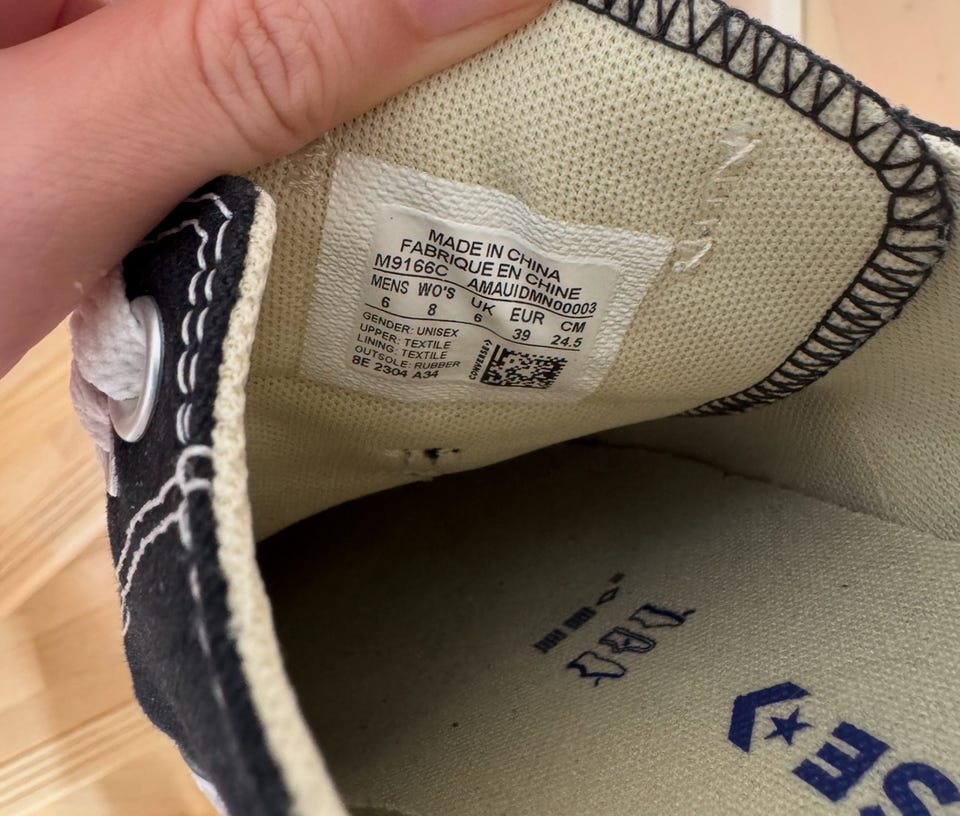 MADE IN CHINA
FABRIQUE EN CHINE
M9166C AMAUIDMN00003
MENS WO'S UK EUR CM
6 8 6 39 24.5
GENDER: UNISEX
UPPER: TEXTILE
LINING: TEXTILE
OUTSOLE: RUBBER
8E 2304 A34
CONVERSE